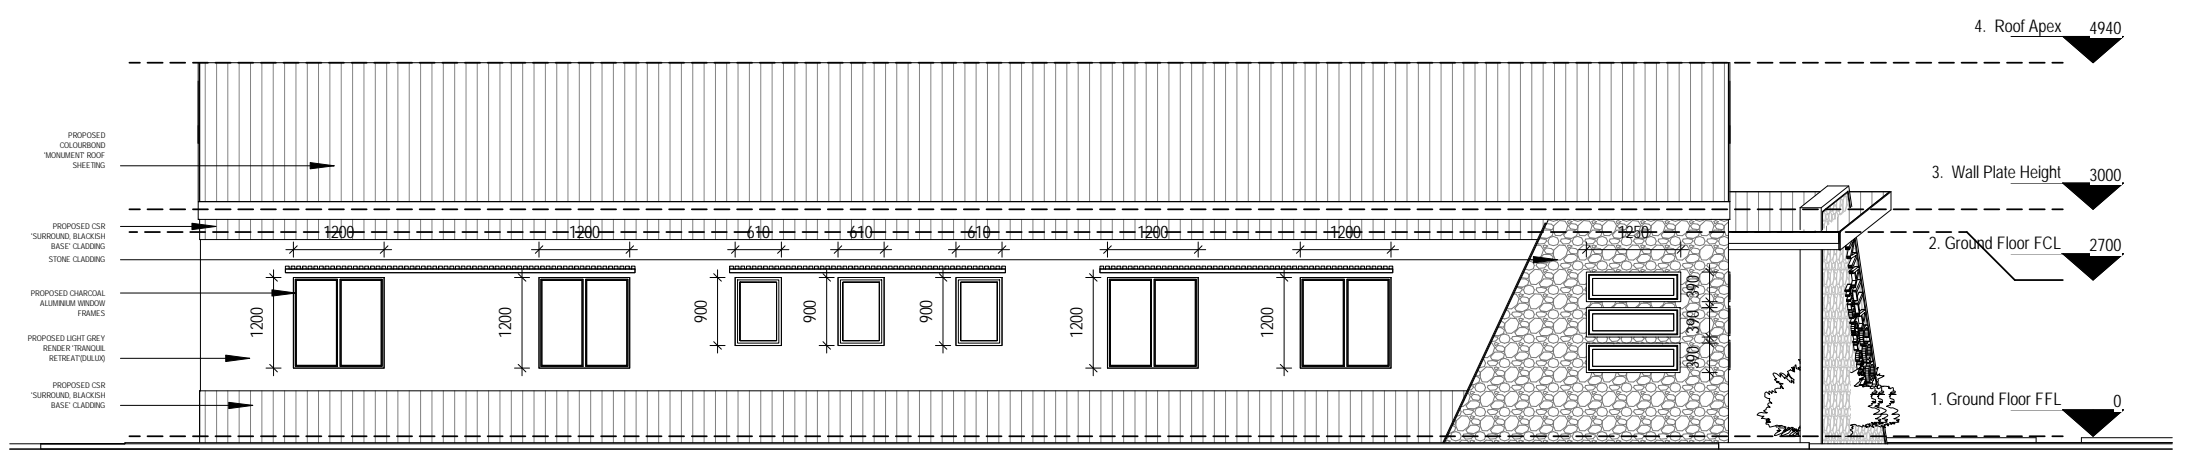 4. Roof Apex 4940
PROPOSED
COLOURBOND
'MONUMENT' ROOF
SHEETING
3. Wall Plate Height 3000
PROPOSED CSR
'SURROUND, BLACKISH
BASE' CLADDING
1200 1200 610 610 610 1200 1200 1250
2. Ground Floor FCL 2700
STONE CLADDING
PROPOSED CHARCOAL
ALUMINIUM WINDOW
FRAMES
1200 1200 900 900 900 1200 1200
390
390
390
PROPOSED LIGHT GREY
RENDER 'TRANQUIL
RETREAT'(DULUX)
PROPOSED CSR
'SURROUND, BLACKISH
BASE' CLADDING
1. Ground Floor FFL 0